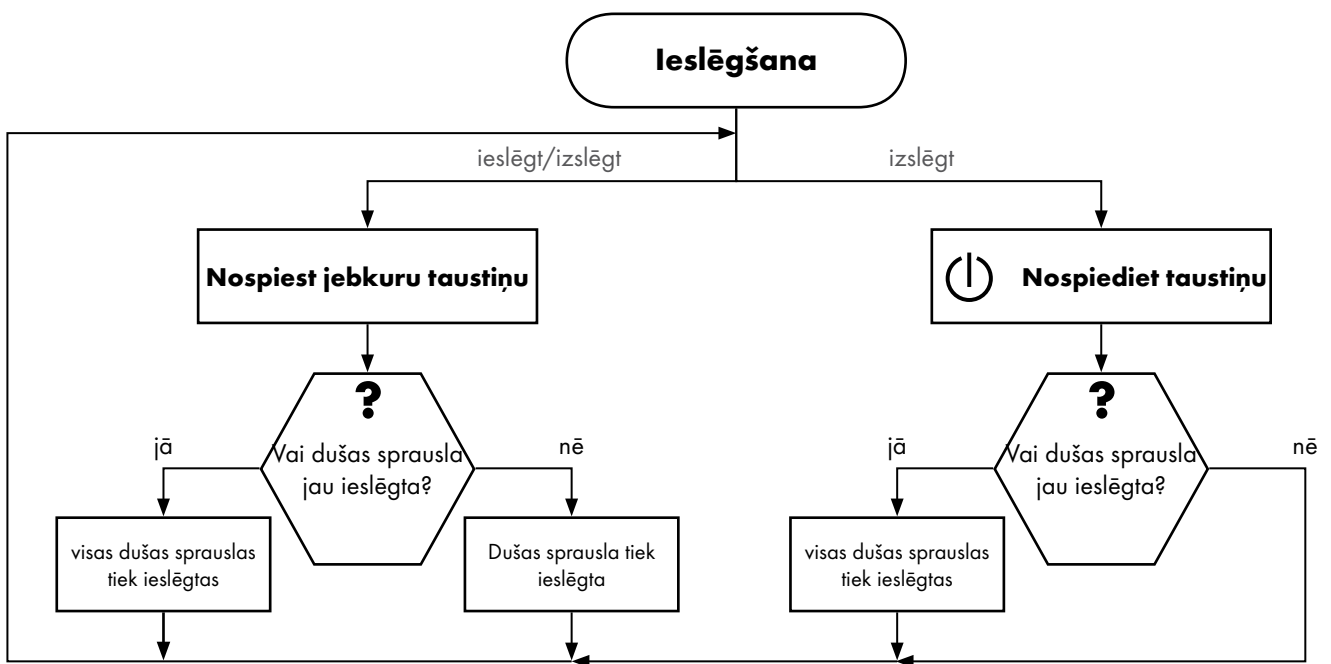 Ieslēgšana
ieslēgt/izslēgt
izslēgt
Nospiest jebkuru taustiņu
Nospiediet taustiņu
?
Vai dušas sprausla
jau ieslēgta?
jā
nē
?
Vai dušas sprausla
jau ieslēgta?
jā
nē
visas dušas sprauslas
tiek ieslēgtas
Dušas sprausla tiek
ieslēgta
visas dušas sprauslas
tiek ieslēgtas